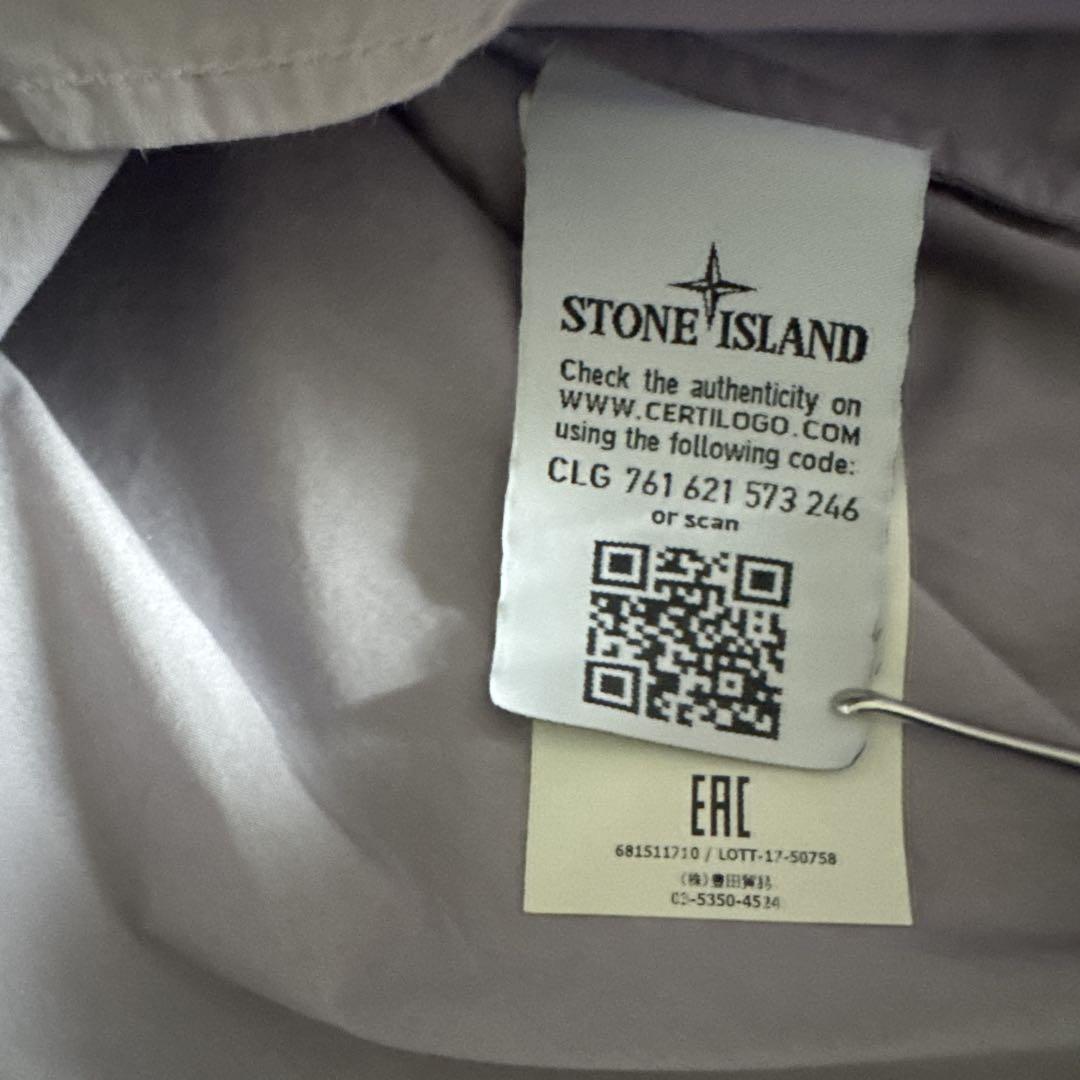 STONE ISLAND
Check the authenticity on
WWW.CERTILOGO.COM
using the following code:
CLG 761 621 573 246
or scan
EAC
681511710 / LOTT-17-50758
(株)豊田貿易
03-5350-4524